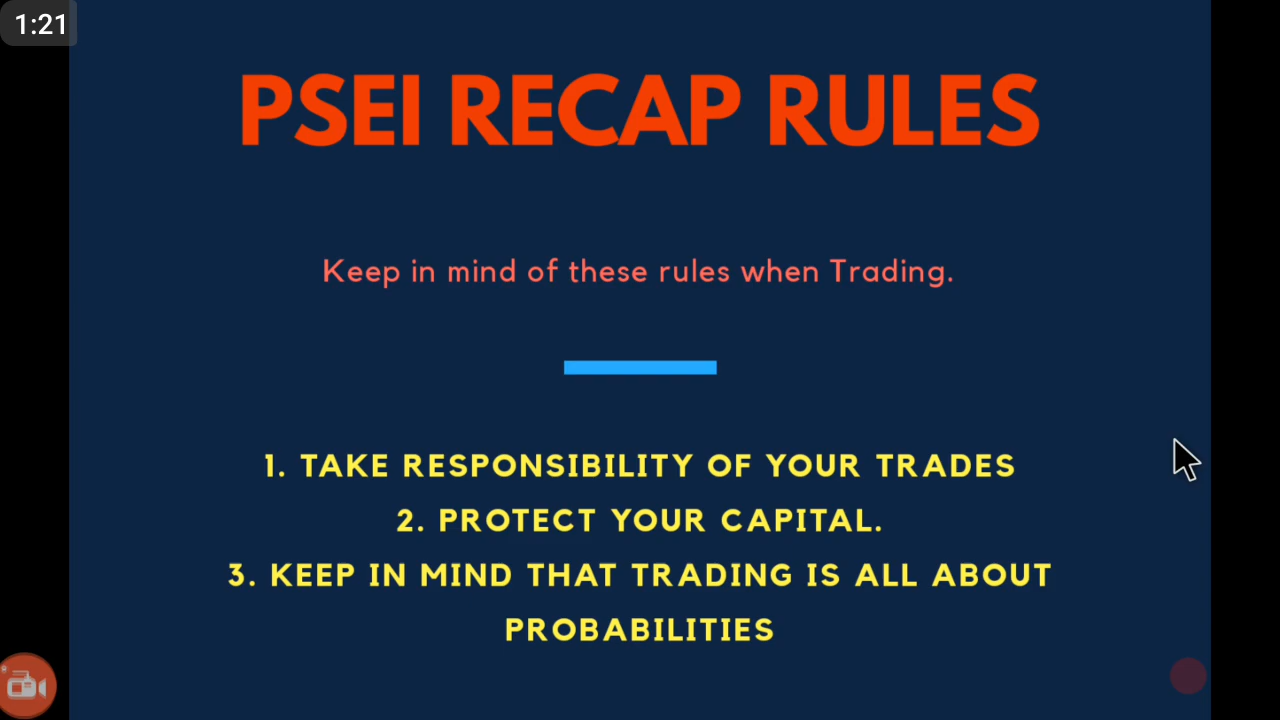 1:21
PSEI RECAP RULES
Keep in mind of these rules when Trading.
1. TAKE RESPONSIBILITY OF YOUR TRADES
2. PROTECT YOUR CAPITAL.
3. KEEP IN MIND THAT TRADING IS ALL ABOUT
PROBABILITIES